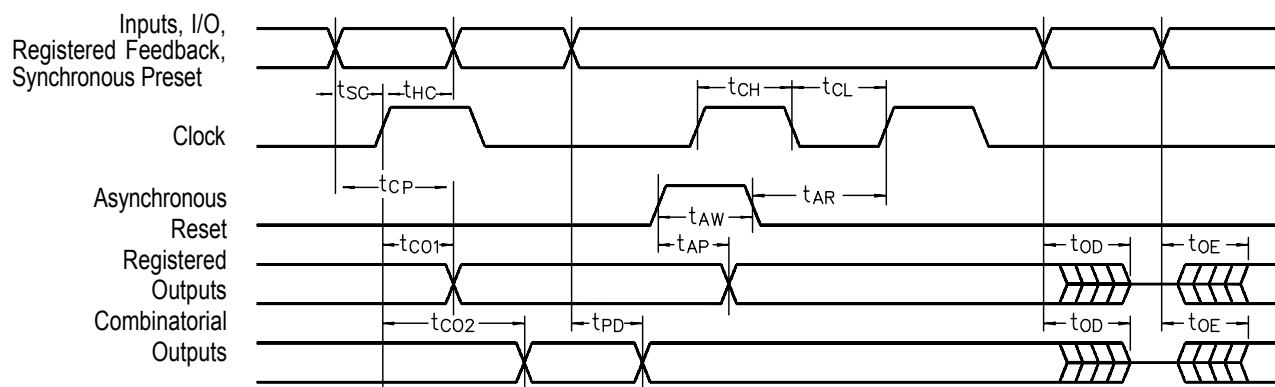 Inputs, I/O,
Registered Feedback,
Synchronous Preset
tSC
tHC
tCH
tCL
Clock
tCP
Asynchronous
Reset
tAW
tAR
tCO1
tAP
tOD
tOE
Registered
Outputs
tCO2
tPD
tOD
tOE
Combinatorial
Outputs